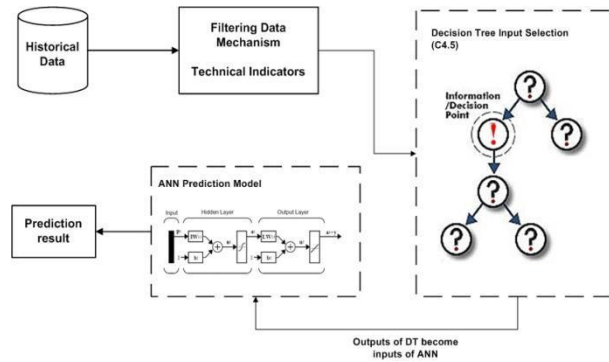 Historical
Data
Filtering Data
Mechanism
Technical Indicators
Decision Tree Input Selection
(C4.5)
Information
/Decision
Point
?
!
?
?
?
?
ANN Prediction Model
Input
Hidden Layer
Output Layer
Prediction
result
Outputs of DT become
inputs of ANN